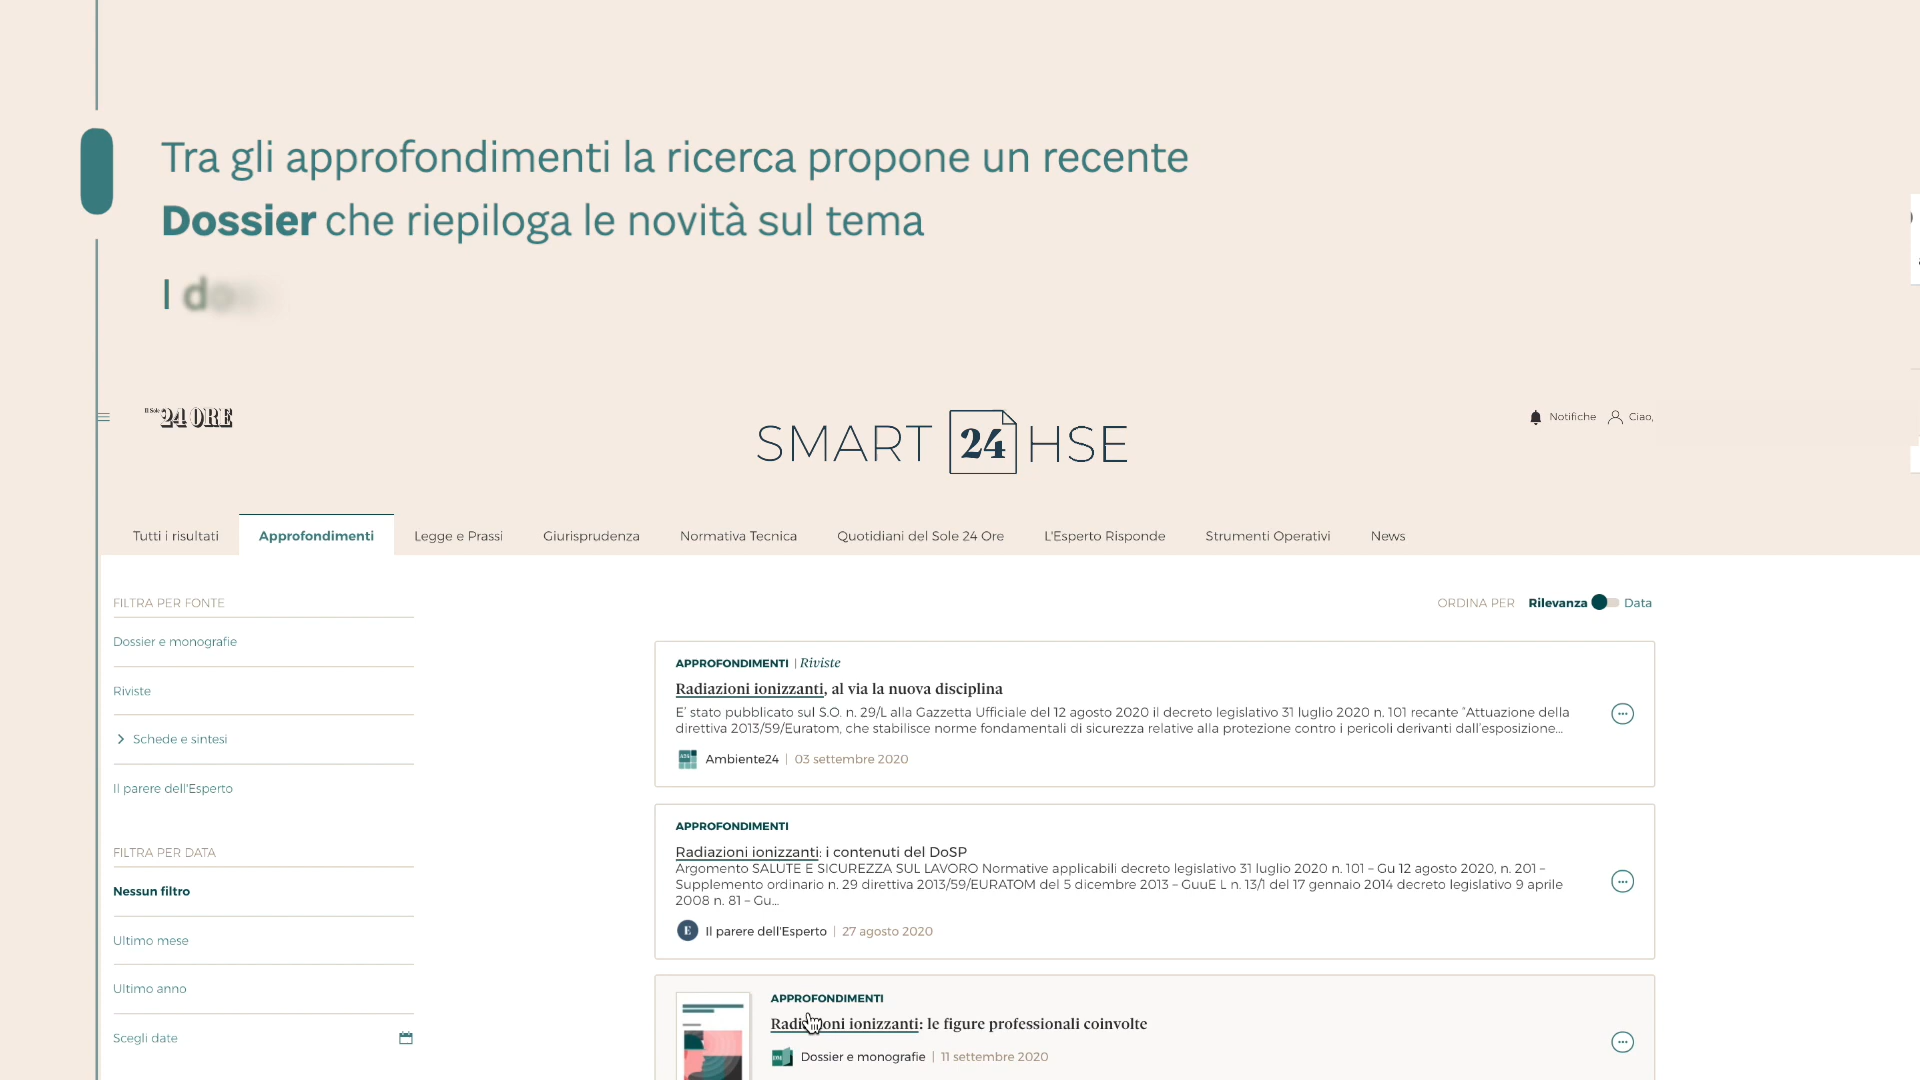 Tra gli approfondimenti la ricerca propone un recente
Dossier che riepiloga le novità sul tema
I do
Il Sole 24 ORE
SMART 24 HSE
Notifiche Ciao,
Tutti i risultati Approfondimenti Legge e Prassi Giurisprudenza Normativa Tecnica Quotidiani del Sole 24 Ore L'Esperto Risponde Strumenti Operativi News
FILTRA PER FONTE
Dossier e monografie
Riviste
Schede e sintesi
Il parere dell'Esperto
FILTRA PER DATA
Nessun filtro
Ultimo mese
Ultimo anno
Scegli date
ORDINA PER Rilevanza Data
APPROFONDIMENTI | Riviste
Radiazioni ionizzanti, al via la nuova disciplina
E' stato pubblicato sul S.O. n. 29/L alla Gazzetta Ufficiale del 12 agosto 2020 il decreto legislativo 31 luglio 2020 n. 101 recante "Attuazione della
direttiva 2013/59/Euratom, che stabilisce norme fondamentali di sicurezza relative alla protezione contro i pericoli derivanti dall'esposizione...
Ambiente24 | 03 settembre 2020
APPROFONDIMENTI
Radiazioni ionizzanti: i contenuti del DoSP
Argomento SALUTE E SICUREZZA SUL LAVORO Normative applicabili decreto legislativo 31 luglio 2020 n. 101 – Gu 12 agosto 2020, n. 201 –
Supplemento ordinario n. 29 direttiva 2013/59/EURATOM del 5 dicembre 2013 – GuuE L n. 13/1 del 17 gennaio 2014 decreto legislativo 9 aprile
2008 n. 81 – Gu...
E Il parere dell'Esperto | 27 agosto 2020
APPROFONDIMENTI
Radiazioni ionizzanti: le figure professionali coinvolte
Dossier e monografie | 11 settembre 2020